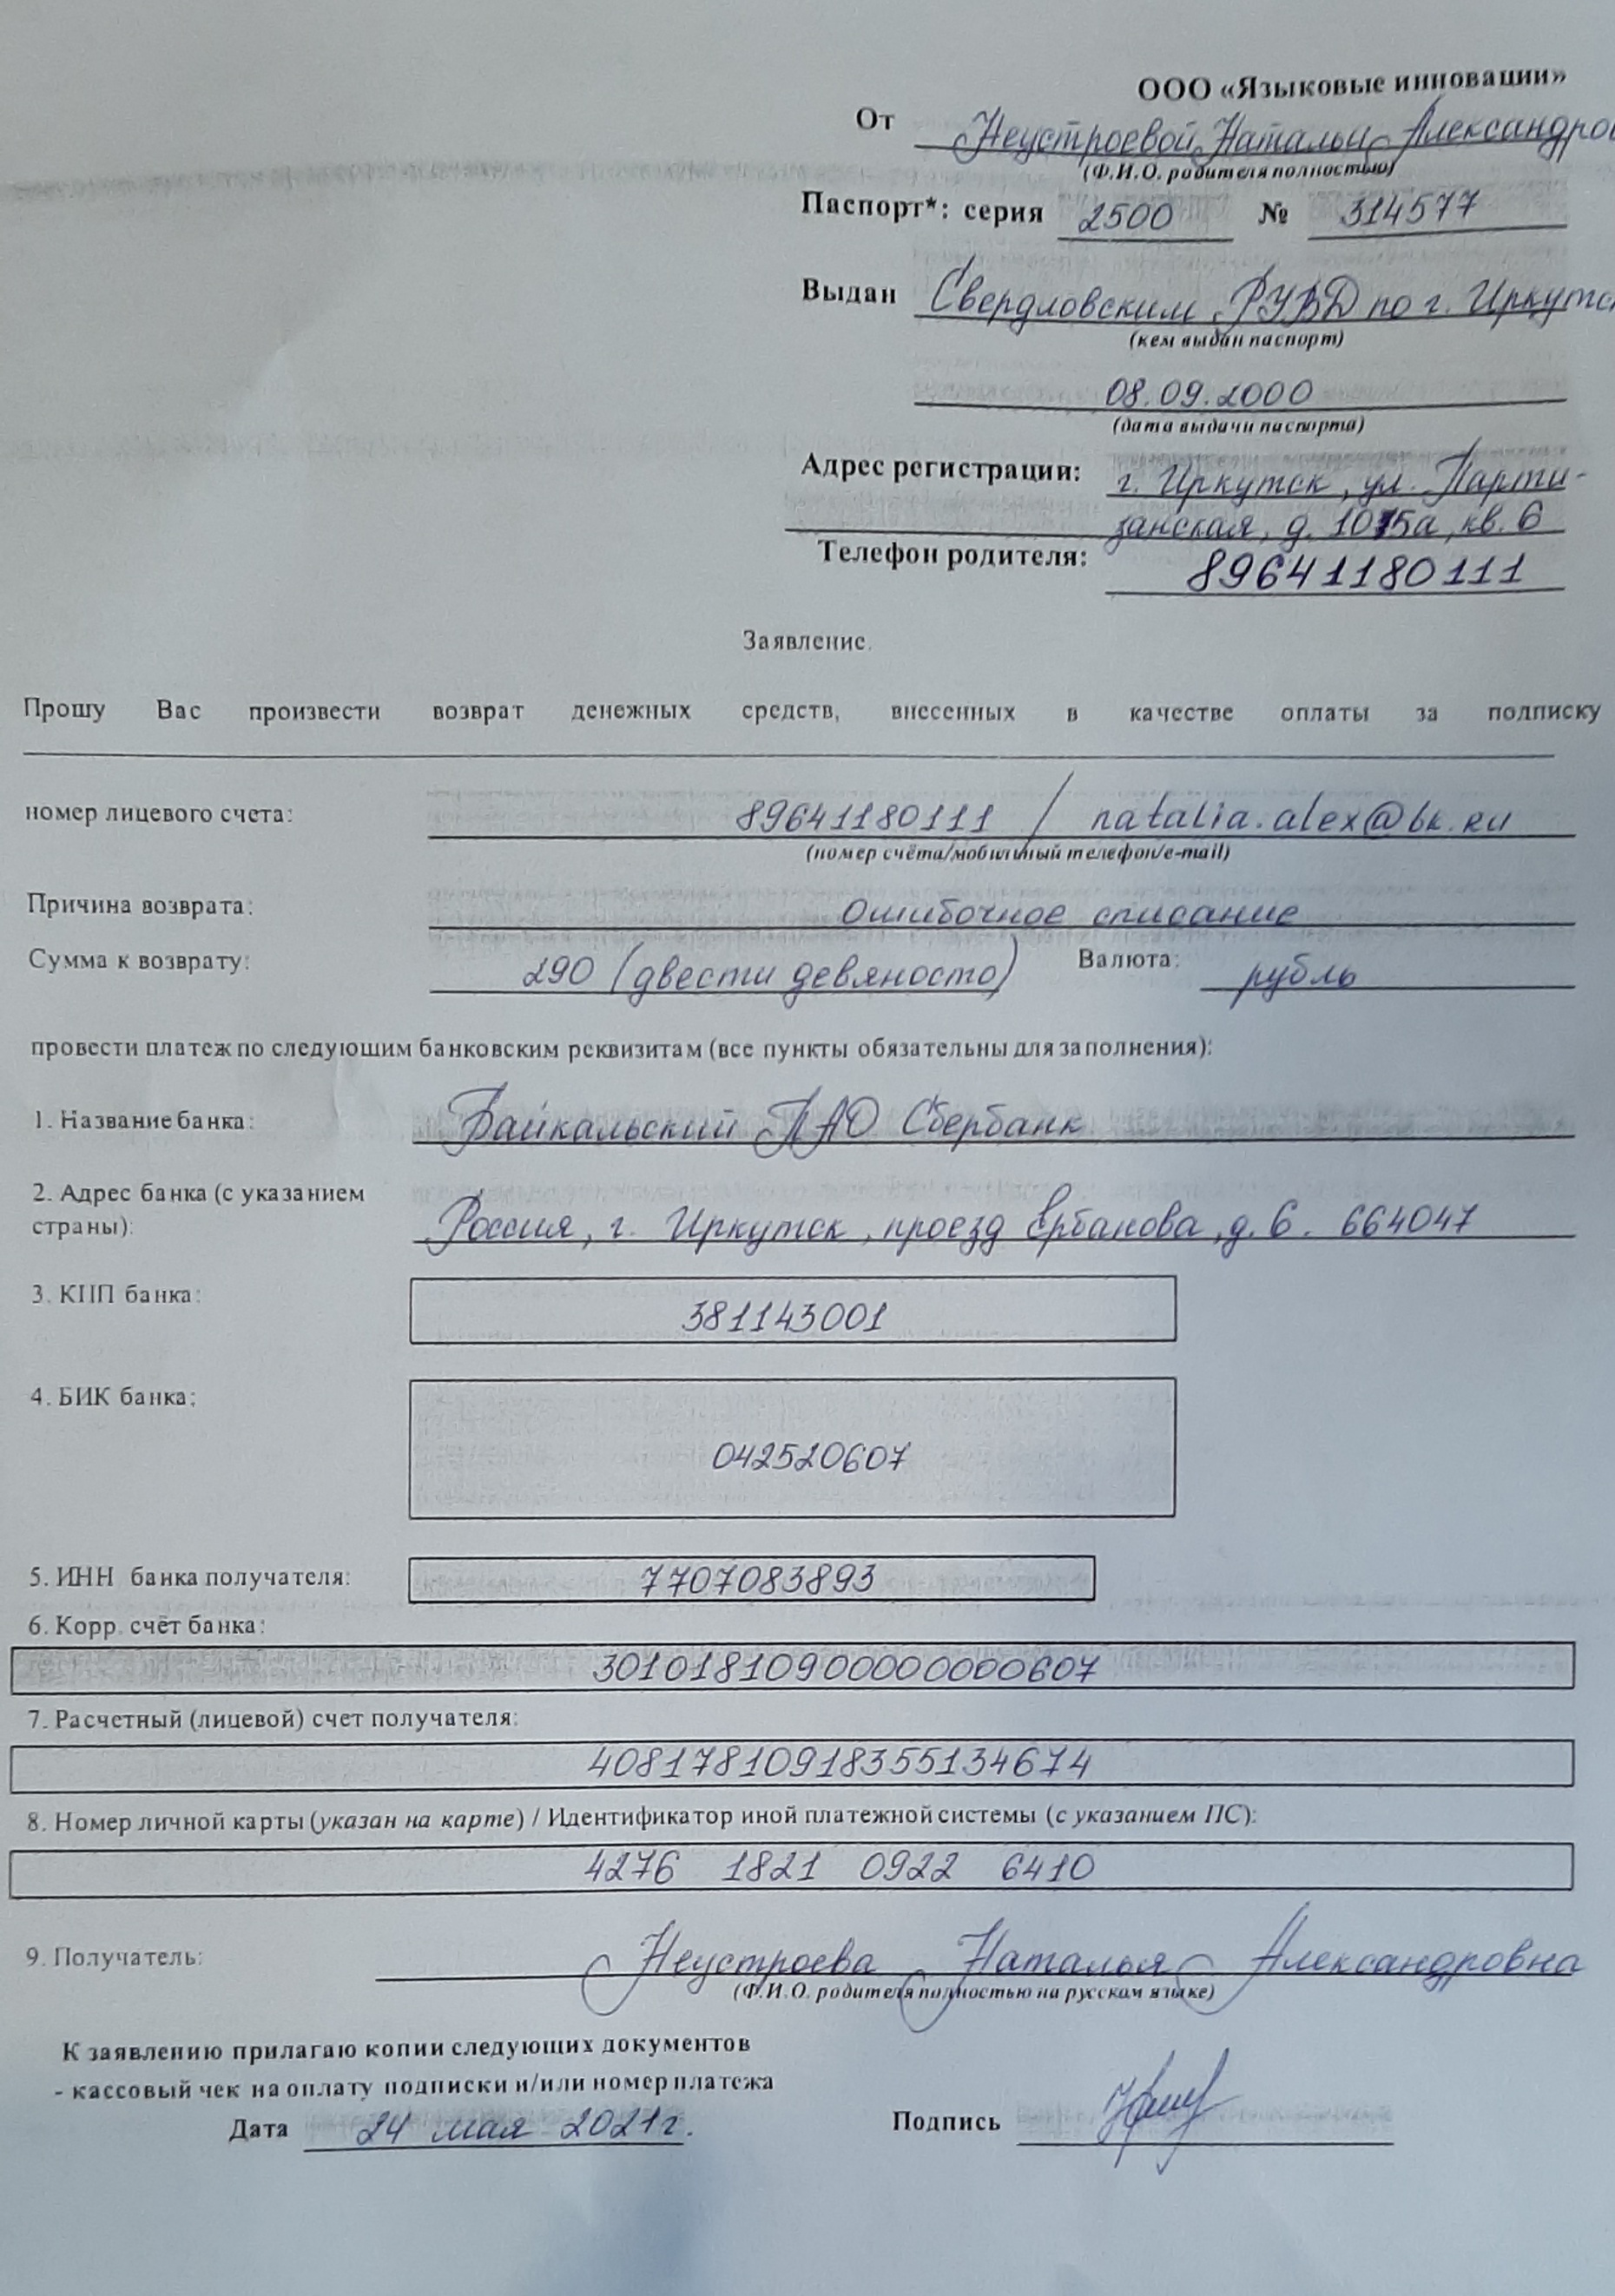 ООО «Языковые инновации»
От Неустроевой Натальи Александров
(Ф.И.О. родителя полностью)
Паспорт*: серия 2500 № 314577
Выдан Свердловским РУВД по г. Иркутс
(кем выдан паспорт)
08.09.2000
(дата выдачи паспорта)
Адрес регистрации: г. Иркутск, ул. Парти-
занская, д. , кв. 6
Телефон родителя: 89641180111
Заявление.
Прошу Вас произвести возврат денежных средств, внесенных в качестве оплаты за подписку
номер лицевого счета: 89641180111 / natalia.alex@bk.ru
(номер счёта/мобильный телефон/e-mail)
Причина возврата: ошибочное списание
Сумма к возврату: 290 (двести девяносто) Валюта: рубль
провести платеж по следующим банковским реквизитам (все пункты обязательны для заполнения):
1. Название банка: Байкальский ПАО Сбербанк
2. Адрес банка (с указанием
страны): Россия, г. Иркутск, проезд Ербанова, д. 6. 664047
3. КПП банка: 381143001
4. БИК банка; 042520607
5. ИНН банка получателя: 7707083893
6. Корр. счёт банка:
30101810900000000607
7. Расчетный (лицевой) счет получателя:
40817810918355134674
8. Номер личной карты (указан на карте) / Идентификатор иной платежной системы (с указанием ПС):
4276 1821 0922 6410
9. Получатель: Неустроева Наталья Александровна
(Ф.И.О. родителя полностью на русском языке)
К заявлению прилагаю копии следующих документов
- кассовый чек на оплату подписки и/или номер платежа
Дата 24 мая 2021г. Подпись